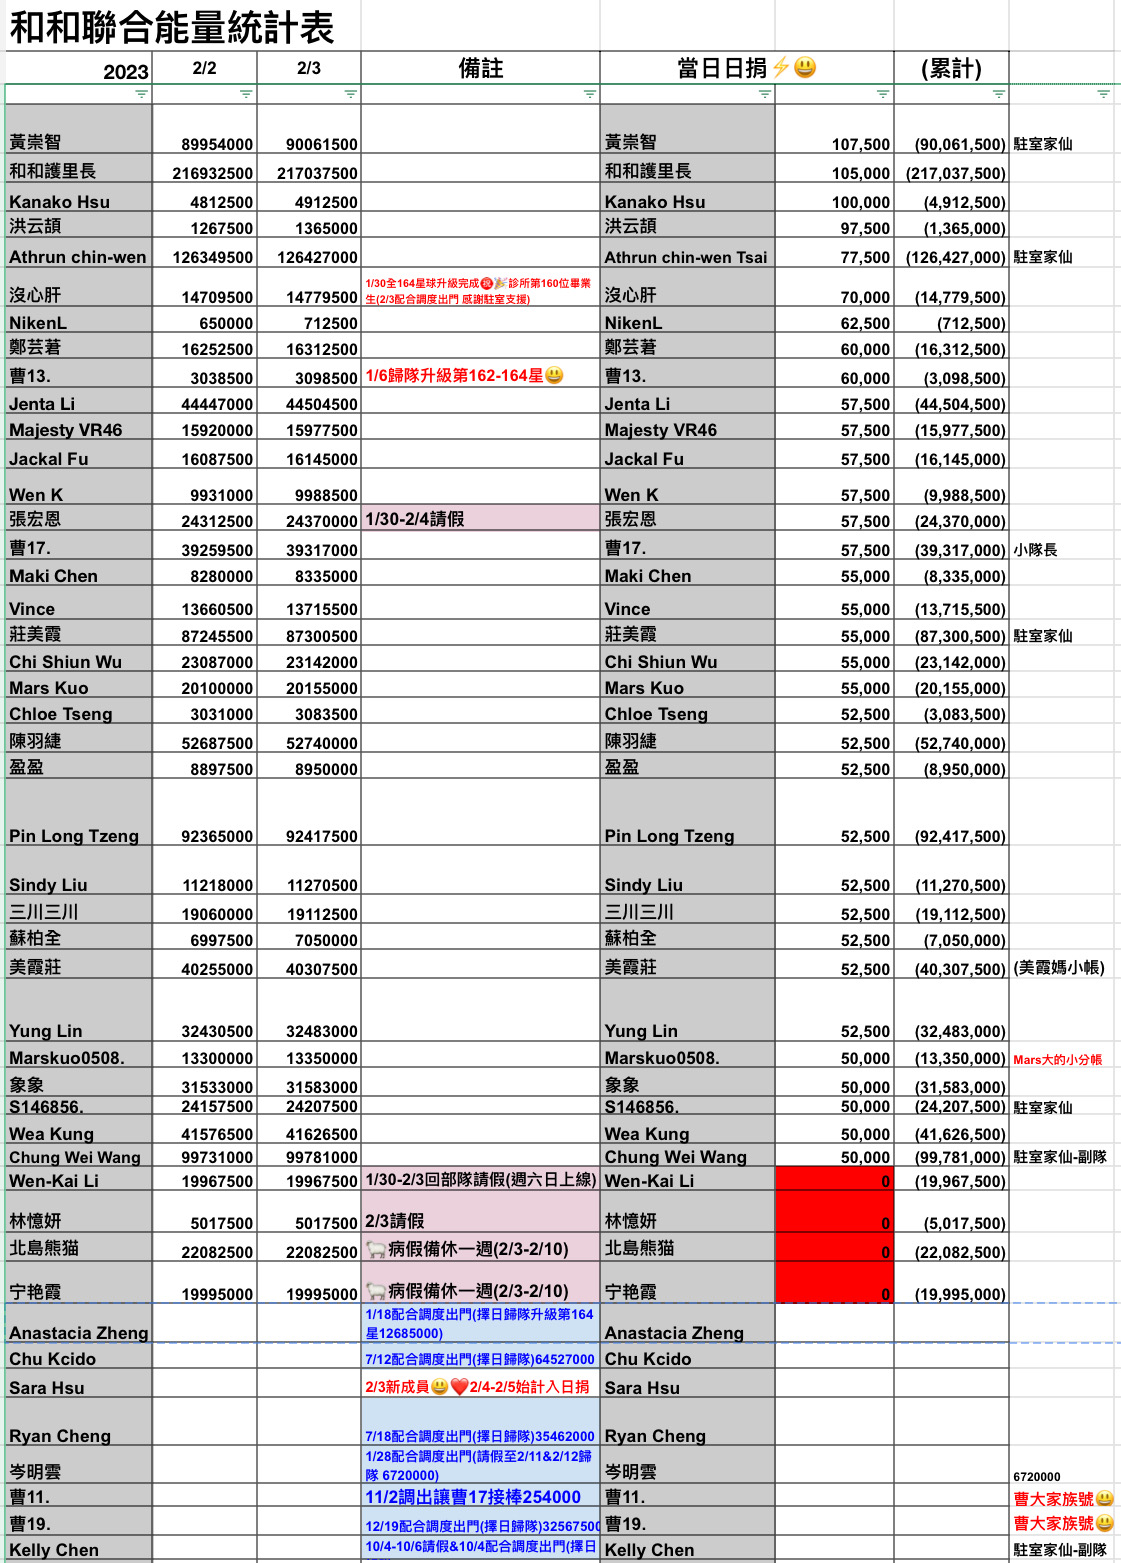 和和聯合能量統計表
2023 2/2 2/3 備註 當日日捐⚡😃 (累計)
黃崇智 89954000 90061500 黃崇智 107,500 (90,061,500) 駐室家仙
和和護里長 216932500 217037500 和和護里長 105,000 (217,037,500)
Kanako Hsu 4812500 4912500 Kanako Hsu 100,000 (4,912,500)
洪云頡 1267500 1365000 洪云頡 97,500 (1,365,000)
Athrun chin-wen 126349500 126427000 Athrun chin-wen Tsai 77,500 (126,427,000) 駐室家仙
1/30全164星球升級完成㊗️🎉診所第160位畢業
生(2/3配合調度出門 感謝駐室支援)
沒心肝 14709500 14779500 沒心肝 70,000 (14,779,500)
NikenL 650000 712500 NikenL 62,500 (712,500)
鄭芸莙 16252500 16312500 鄭芸莙 60,000 (16,312,500)
曹13. 3038500 3098500 1/6歸隊升級第162-164星😃 曹13. 60,000 (3,098,500)
Jenta Li 44447000 44504500 Jenta Li 57,500 (44,504,500)
Majesty VR46 15920000 15977500 Majesty VR46 57,500 (15,977,500)
Jackal Fu 16087500 16145000 Jackal Fu 57,500 (16,145,000)
Wen K 9931000 9988500 Wen K 57,500 (9,988,500)
張宏恩 24312500 24370000 1/30-2/4請假 張宏恩 57,500 (24,370,000)
曹17. 39259500 39317000 曹17. 57,500 (39,317,000) 小隊長
Maki Chen 8280000 8335000 Maki Chen 55,000 (8,335,000)
Vince 13660500 13715500 Vince 55,000 (13,715,500)
莊美霞 87245500 87300500 莊美霞 55,000 (87,300,500) 駐室家仙
Chi Shiun Wu 23087000 23142000 Chi Shiun Wu 55,000 (23,142,000)
Mars Kuo 20100000 20155000 Mars Kuo 55,000 (20,155,000)
Chloe Tseng 3031000 3083500 Chloe Tseng 52,500 (3,083,500)
陳羽緁 52687500 52740000 陳羽緁 52,500 (52,740,000)
盈盈 8897500 8950000 盈盈 52,500 (8,950,000)
Pin Long Tzeng 92365000 92417500 Pin Long Tzeng 52,500 (92,417,500)
Sindy Liu 11218000 11270500 Sindy Liu 52,500 (11,270,500)
三川三川 19060000 19112500 三川三川 52,500 (19,112,500)
蘇柏全 6997500 7050000 蘇柏全 52,500 (7,050,000)
美霞莊 40255000 40307500 美霞莊 52,500 (40,307,500) (美霞媽小帳)
Yung Lin 32430500 32483000 Yung Lin 52,500 (32,483,000)
Marskuo0508. 13300000 13350000 Marskuo0508. 50,000 (13,350,000) Mars大的小分帳
象象 31533000 31583000 象象 50,000 (31,583,000)
S146856. 24157500 24207500 S146856. 50,000 (24,207,500) 駐室家仙
Wea Kung 41576500 41626500 Wea Kung 50,000 (41,626,500)
Chung Wei Wang 99731000 99781000 Chung Wei Wang 50,000 (99,781,000) 駐室家仙-副隊
Wen-Kai Li 19967500 19967500 1/30-2/3回部隊請假(週六日上線) Wen-Kai Li 0 (19,967,500)
林憶妍 5017500 5017500 2/3請假 林憶妍 0 (5,017,500)
北島熊猫 22082500 22082500 🐑病假備休一週(2/3-2/10) 北島熊猫 0 (22,082,500)
宁艳霞 19995000 19995000 🐑病假備休一週(2/3-2/10) 宁艳霞 0 (19,995,000)
1/18配合調度出門(擇日歸隊升級第164
星12685000)
Anastacia Zheng Anastacia Zheng
Chu Kcido 7/12配合調度出門(擇日歸隊)64527000 Chu Kcido
Sara Hsu 2/3新成員😃❤️2/4-2/5始計入日捐 Sara Hsu
Ryan Cheng 7/18配合調度出門(擇日歸隊)35462000 Ryan Cheng
1/28配合調度出門(請假至2/11&2/12歸
隊 6720000)
岑明雲 岑明雲 6720000
曹11. 11/2調出讓曹17接棒254000 曹11. 曹大家族號😃
曹19. 12/19配合調度出門(擇日歸隊)32567500 曹19. 曹大家族號😃
Kelly Chen 10/4-10/6請假&10/4配合調度出門(擇日 Kelly Chen 駐室家仙-副隊